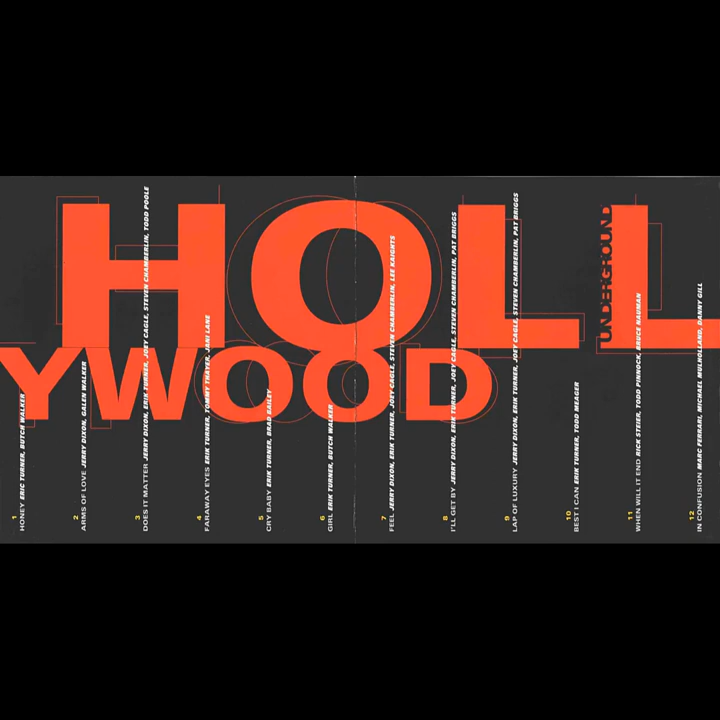 HOLL
YWOOD
UNDERGROUND
1 HONEY ERIC TURNER, BUTCH WALKER
2 ARMS OF LOVE JERRY DIXON, GALEN WALKER
3 DOES IT MATTER JERRY DIXON, ERIK TURNER, JOEY CAGLE, STEVEN CHAMBERLIN, TODD POOLE
4 FARAWAY EYES ERIK TURNER, TOMMY THAYER, JANI LANE
5 CRY BABY ERIK TURNER, BRAD BAILEY
6 GIRL ERIK TURNER, BUTCH WALKER
7 FEEL JERRY DIXON, ERIK TURNER, JOEY CAGLE, STEVEN CHAMBERLIN, LEE KNIGHTS
8 I'LL GET BY JERRY DIXON, ERIK TURNER, JOEY CAGLE, STEVEN CHAMBERLIN, PAT BRIGGS
9 LAP OF LUXURY JERRY DIXON, ERIK TURNER, JOEY CAGLE, STEVEN CHAMBERLIN, PAT BRIGGS
10 BEST I CAN ERIK TURNER, TODD MEAGER
11 WHEN WILL IT END RICK STEIER, TODD PINNOCK, BRUCE NAUMAN
12 IN CONFUSION MARC FERRARI, MICHAEL MULHOLLAND, DANNY GILL